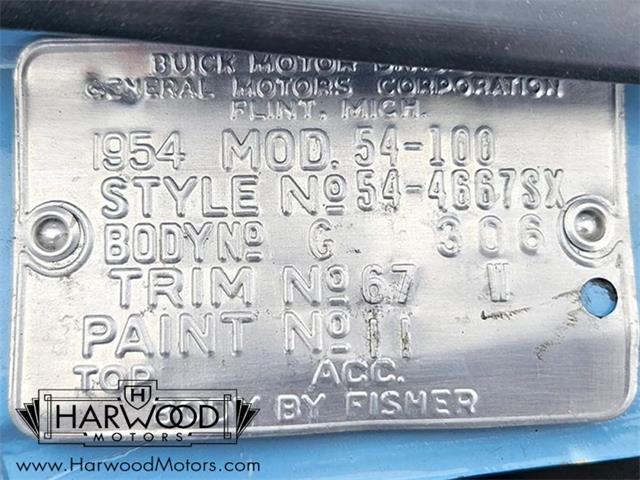 BUICK MOTOR
GENERAL MOTORS CORPORATION
FLINT, MICH.
1954 MOD. 54-100
STYLE NO 54-4667SX
BODY NO G 306
TRIM NO 67 W
PAINT NO 11
TOP ACC.
BODY BY FISHER
H
HARWOOD
MOTORS
www.HarwoodMotors.com